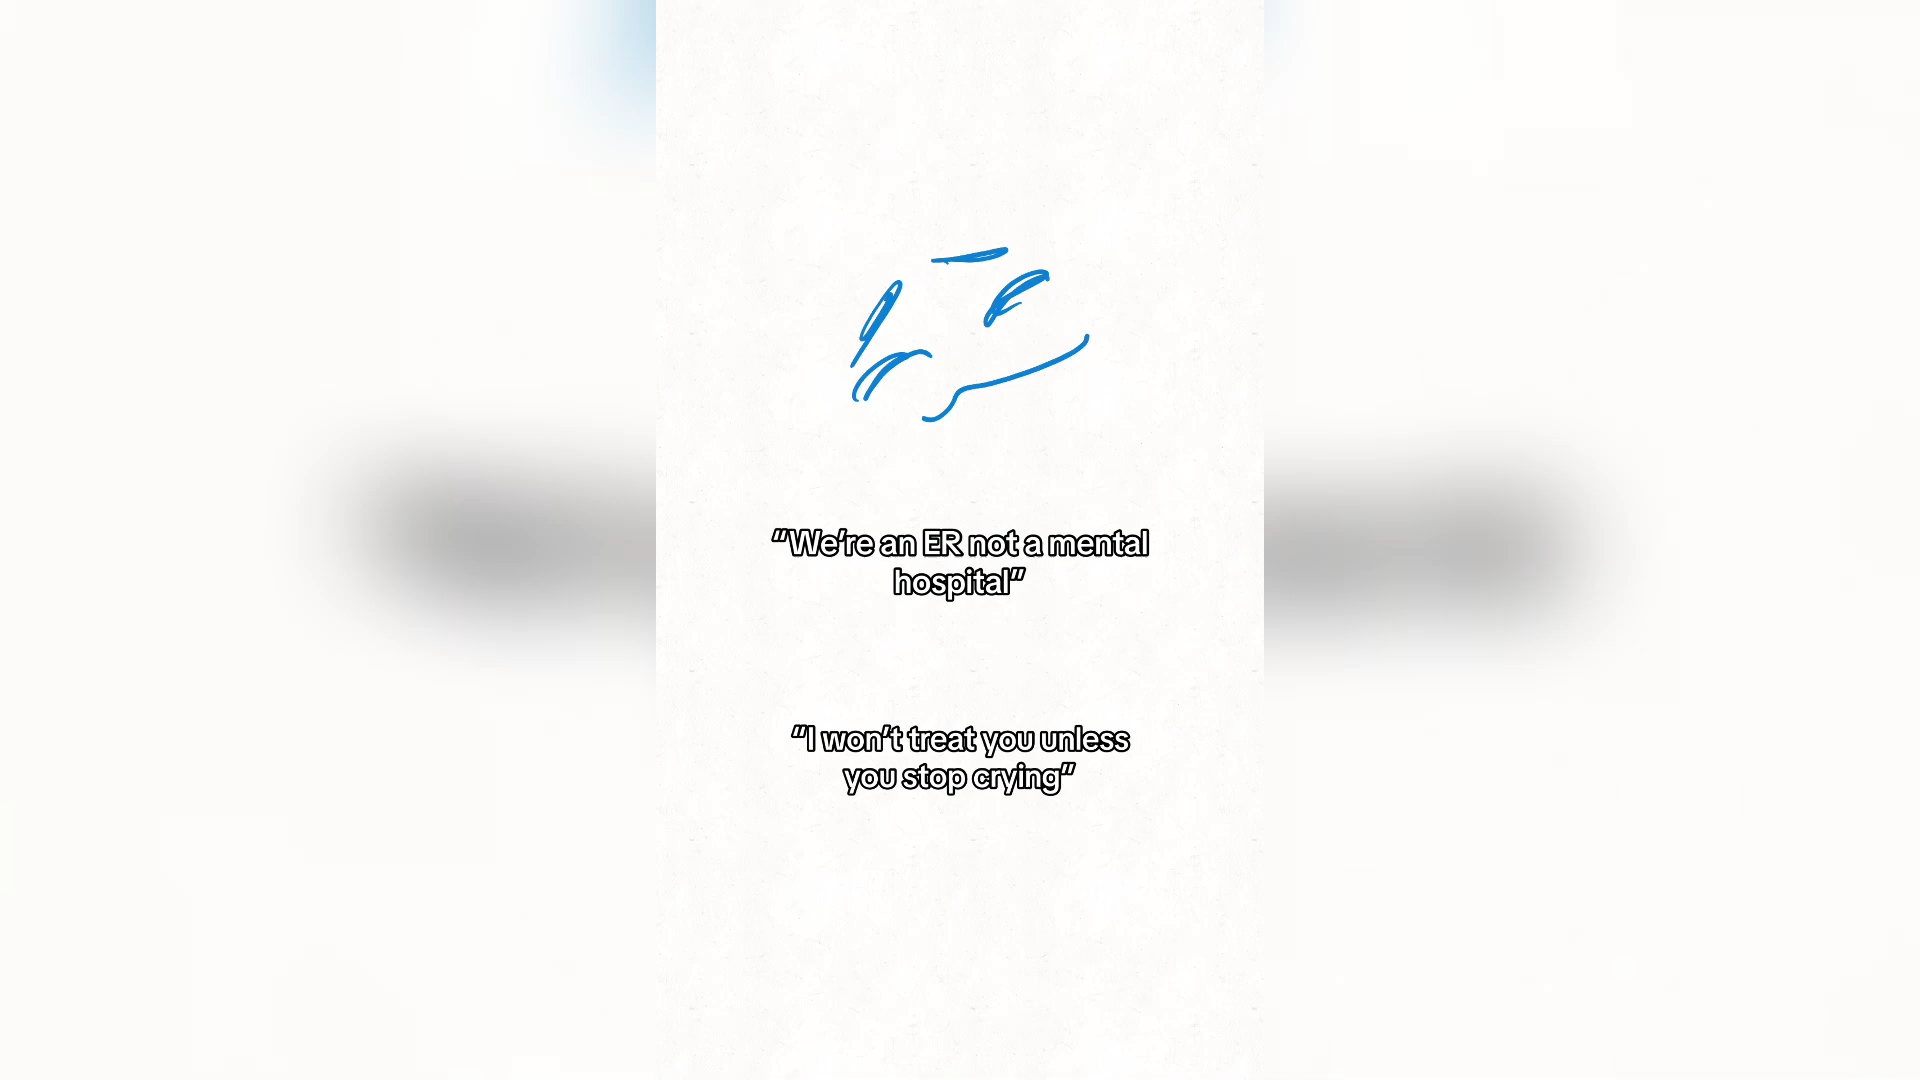 "We're an ER not a mental
hospital"
"I won't treat you unless
you stop crying"